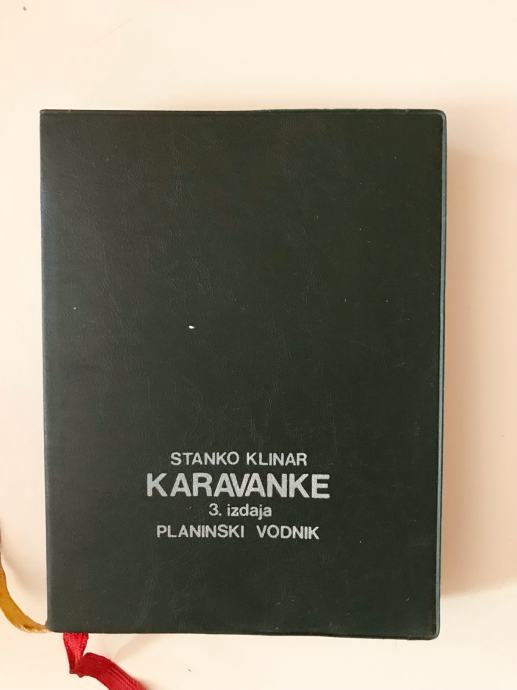 STANKO KLINAR
KARAVANKE
3. izdaja
PLANINSKI VODNIK